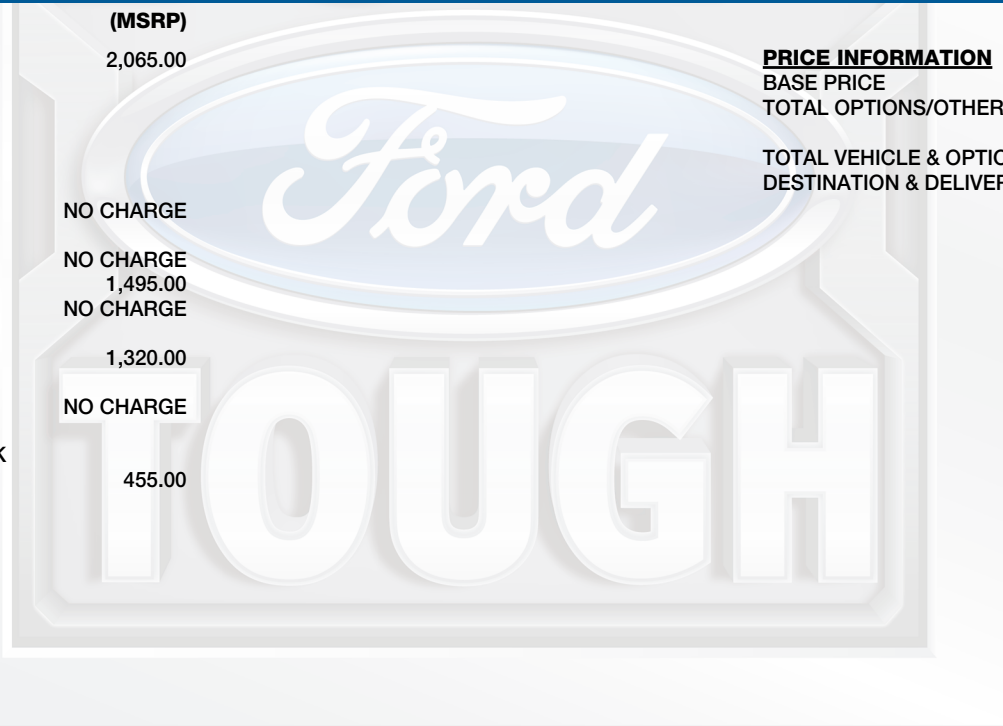 (MSRP)
2,065.00
NO CHARGE
NO CHARGE
1,495.00
NO CHARGE
1,320.00
NO CHARGE
455.00
PRICE INFORMATION
BASE PRICE
TOTAL OPTIONS/OTHER
TOTAL VEHICLE & OPTIO
DESTINATION & DELIVER
Ford
TOUGH